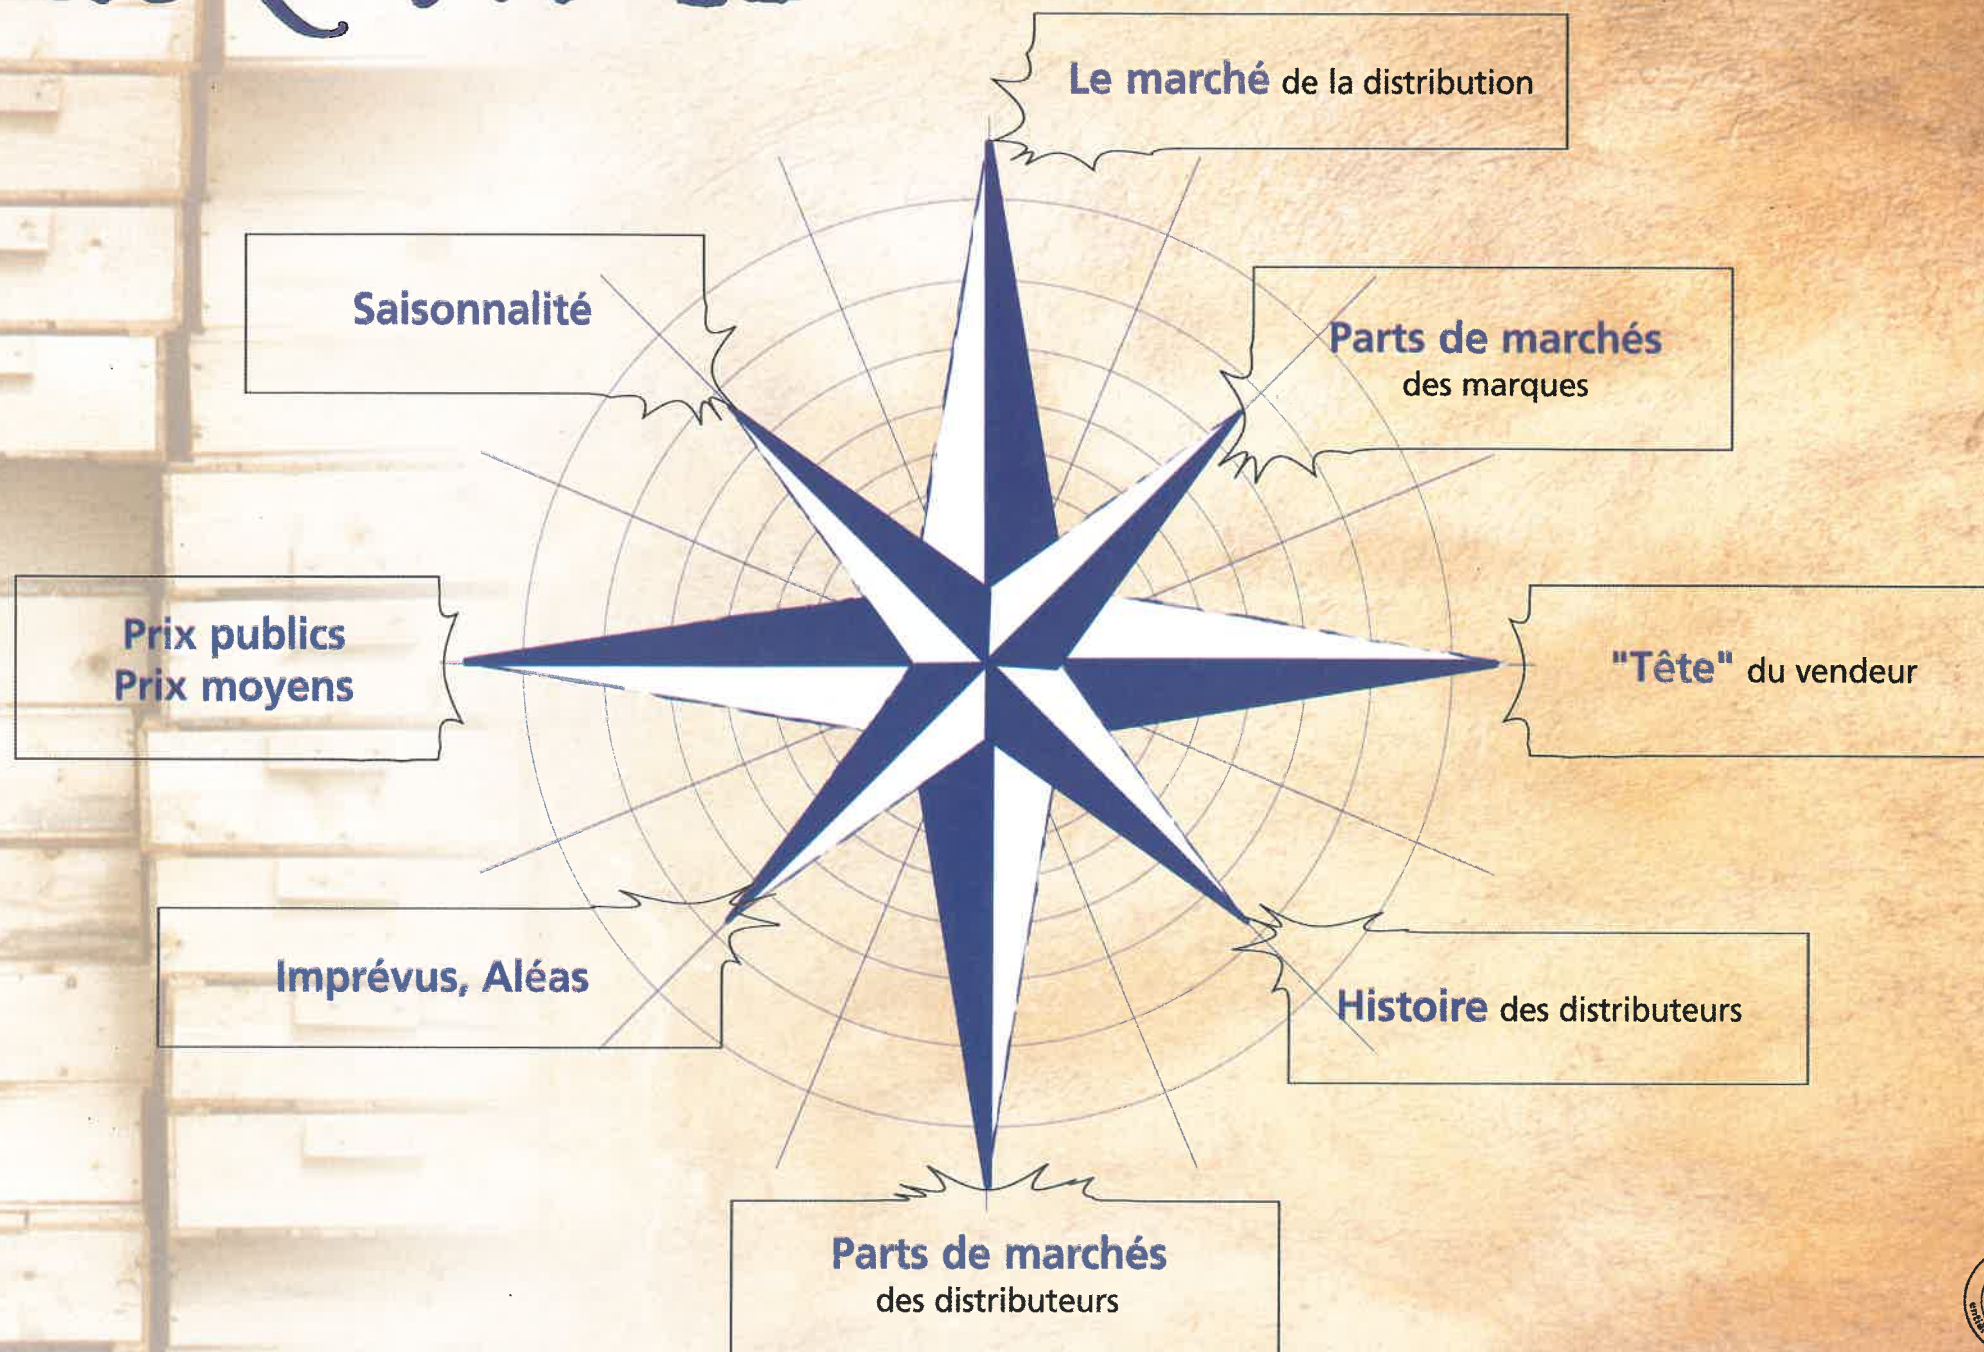 Le marché de la distribution
Saisonnalité
Parts de marchés
des marques
Prix publics
Prix moyens
"Tête" du vendeur
Imprévus, Aléas
Histoire des distributeurs
Parts de marchés
des distributeurs